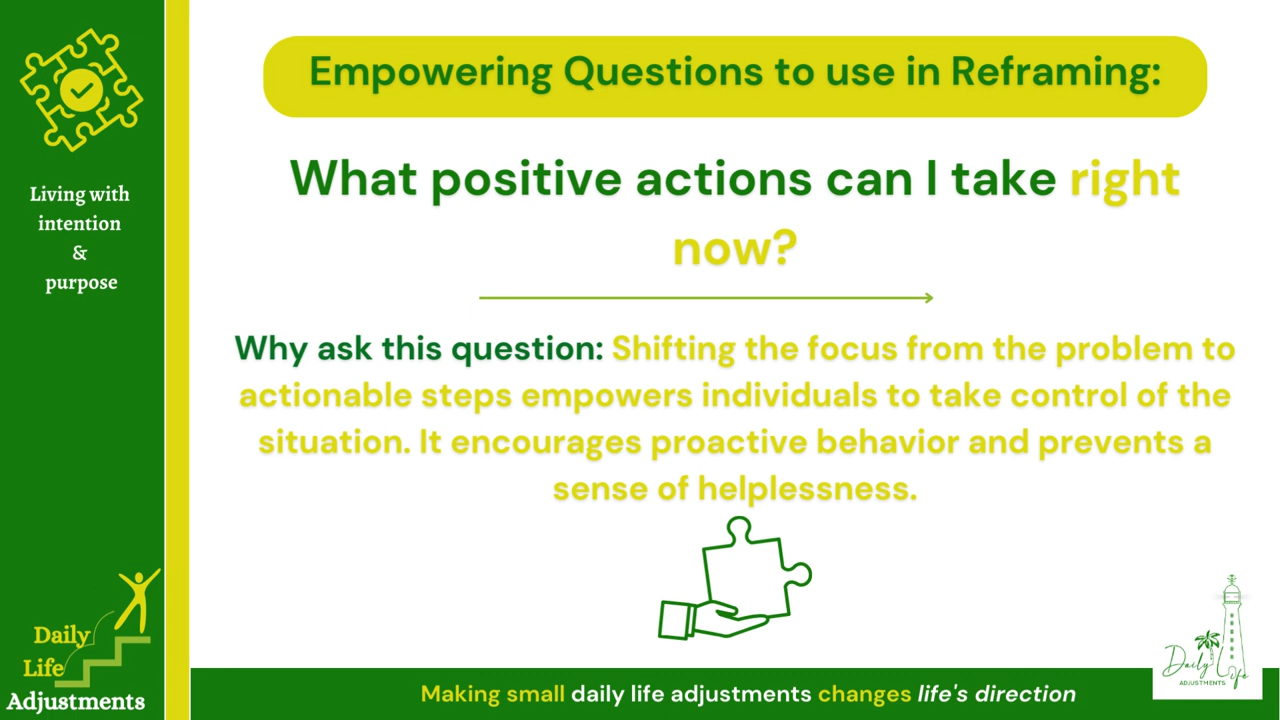 Empowering Questions to use in Reframing:
What positive actions can I take right
now?
Why ask this question: Shifting the focus from the problem to
actionable steps empowers individuals to take control of the
situation. It encourages proactive behavior and prevents a
sense of helplessness.
Living with
intention
&
purpose
Daily
Life
Adjustments
Making small daily life adjustments changes life's direction
Daily Life
ADJUSTMENTS